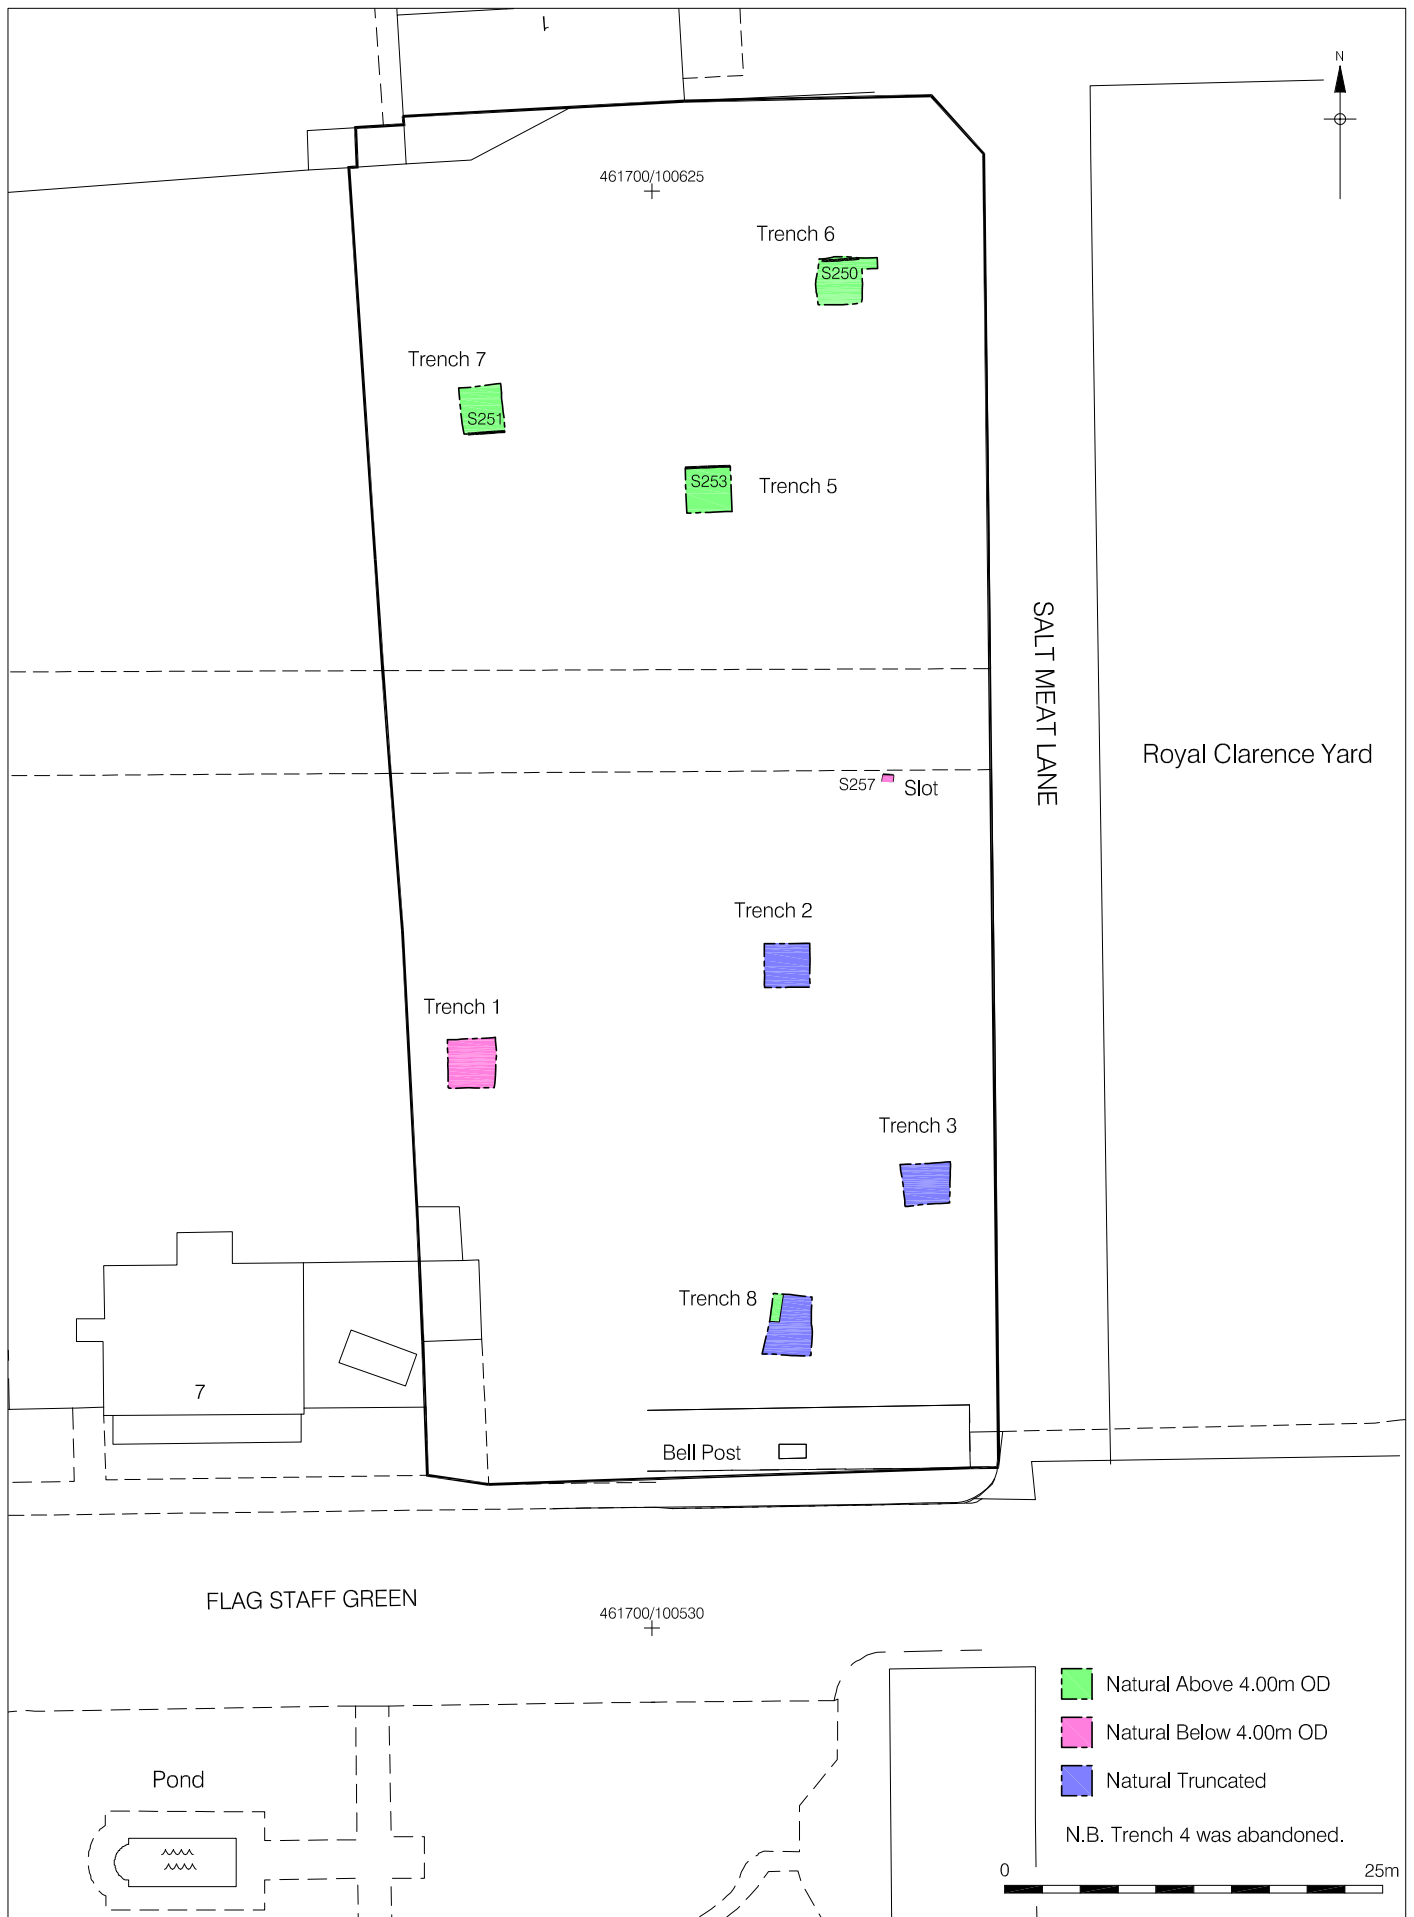 1
N
461700/100625
Trench 6
S250
Trench 7
S251
S253
Trench 5
SALT MEAT LANE
Royal Clarence Yard
S257
Slot
Trench 2
Trench 1
Trench 3
Trench 8
7
Bell Post
FLAG STAFF GREEN
461700/100530
Natural Above 4.00m OD
Natural Below 4.00m OD
Pond
Natural Truncated
N.B. Trench 4 was abandoned.
0 25m